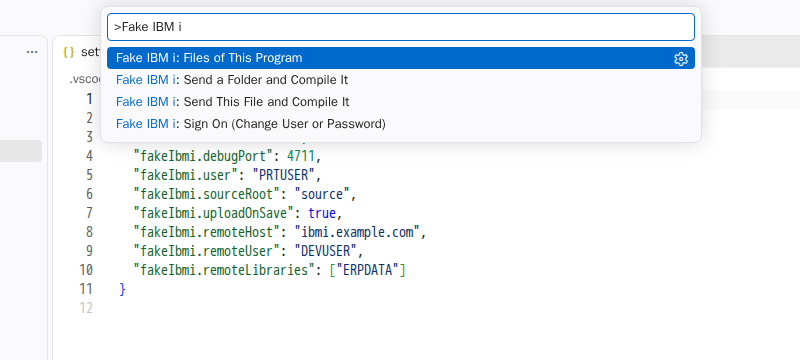 >Fake IBM i
{} set
Fake IBM i: Files of This Program
Fake IBM i: Send a Folder and Compile It
Fake IBM i: Send This File and Compile It
Fake IBM i: Sign On (Change User or Password)
.vsco
1
2
3
4 "fakeIbmi.debugPort": 4711,
5 "fakeIbmi.user": "PRTUSER",
6 "fakeIbmi.sourceRoot": "source",
7 "fakeIbmi.uploadOnSave": true,
8 "fakeIbmi.remoteHost": "ibmi.example.com",
9 "fakeIbmi.remoteUser": "DEVUSER",
10 "fakeIbmi.remoteLibraries": ["ERPDATA"]
11 }
12